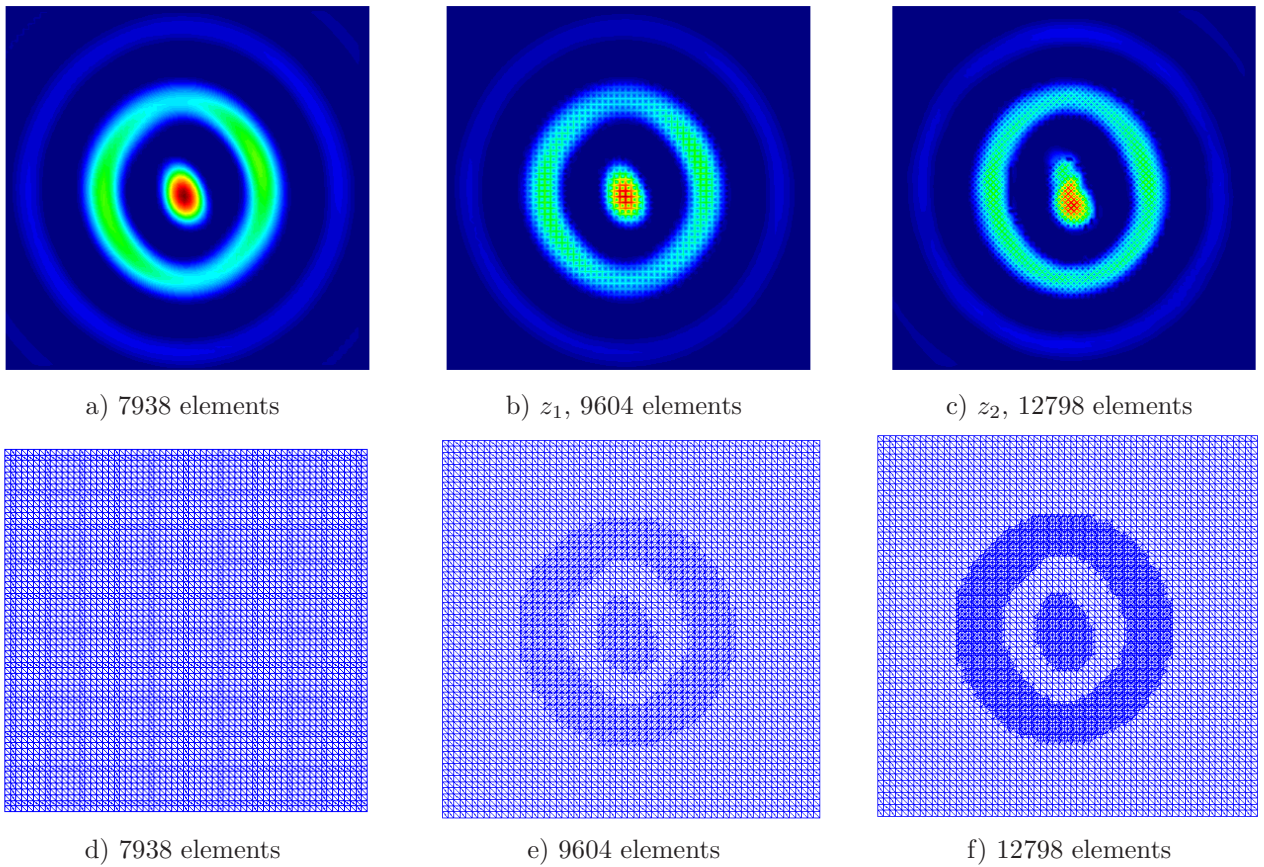 a) 7938 elements
b) z₁, 9604 elements
c) z₂, 12798 elements
d) 7938 elements
e) 9604 elements
f) 12798 elements